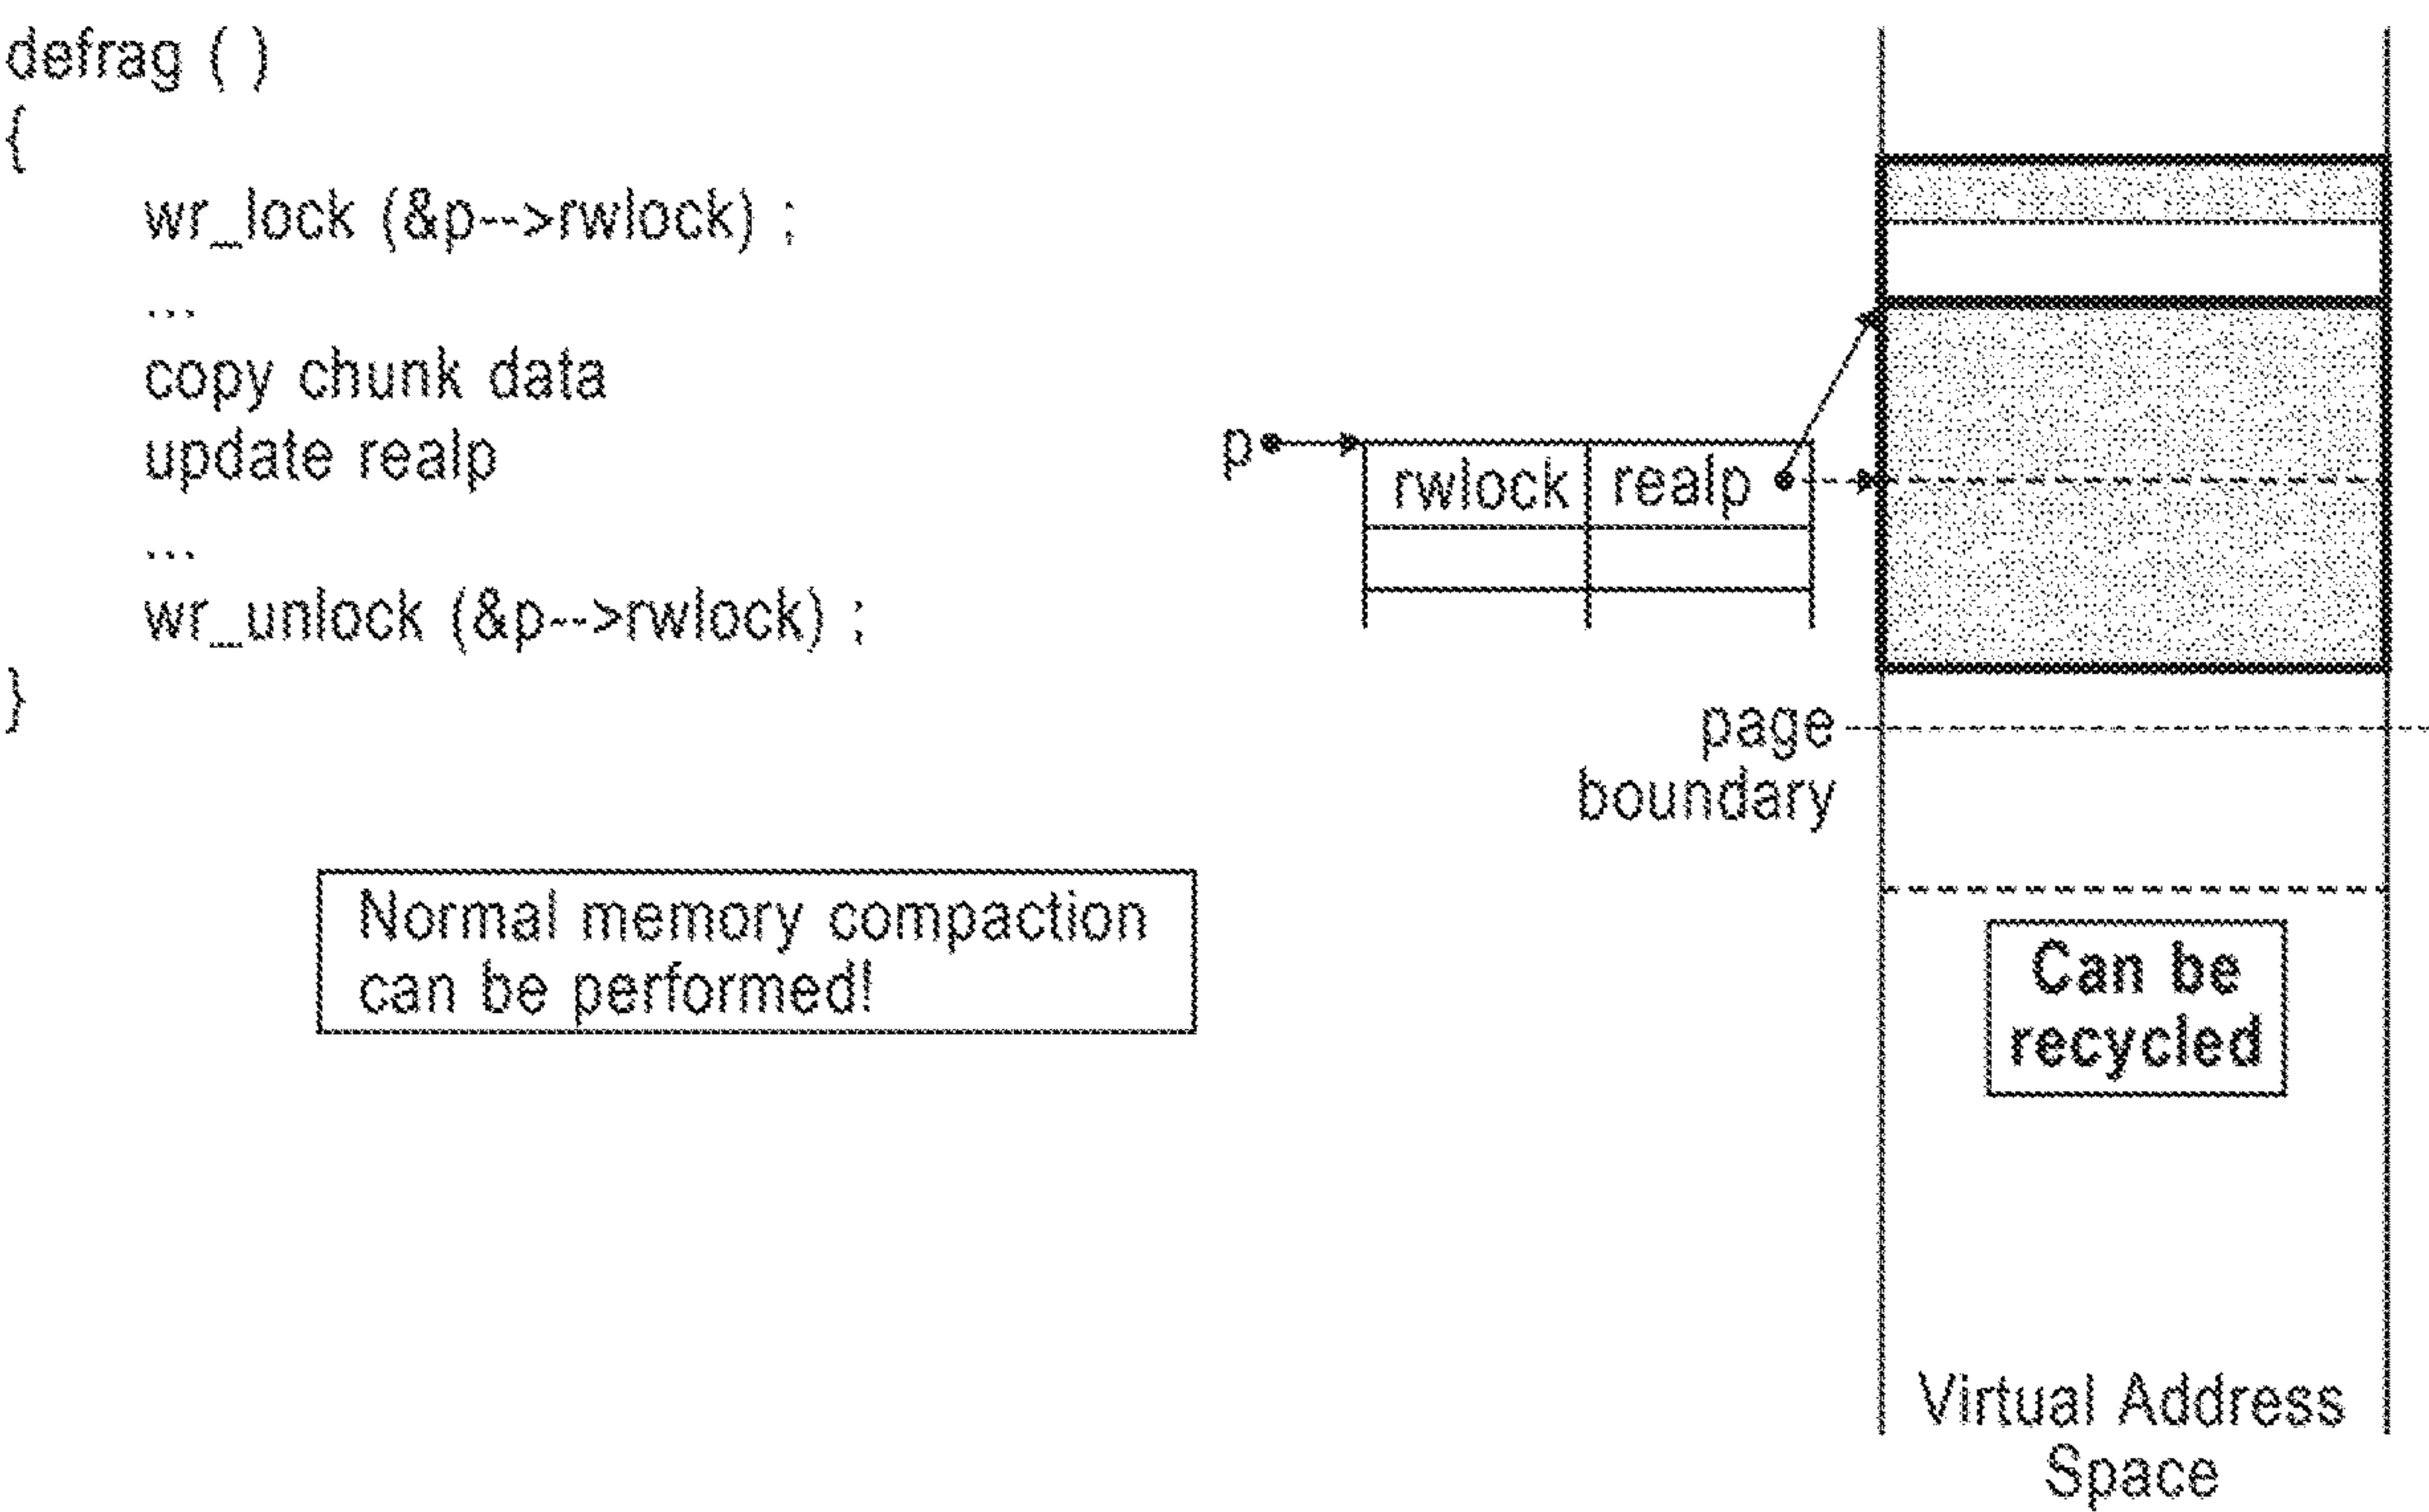 defrag ( )
{
wr_lock (&p-->rwlock) ;
...
copy chunk data
update realp
...
wr_unlock (&p-->rwlock) ;
}
p
rwlock realp
page
boundary
Normal memory compaction
can be performed!
Can be
recycled
Virtual Address
Space